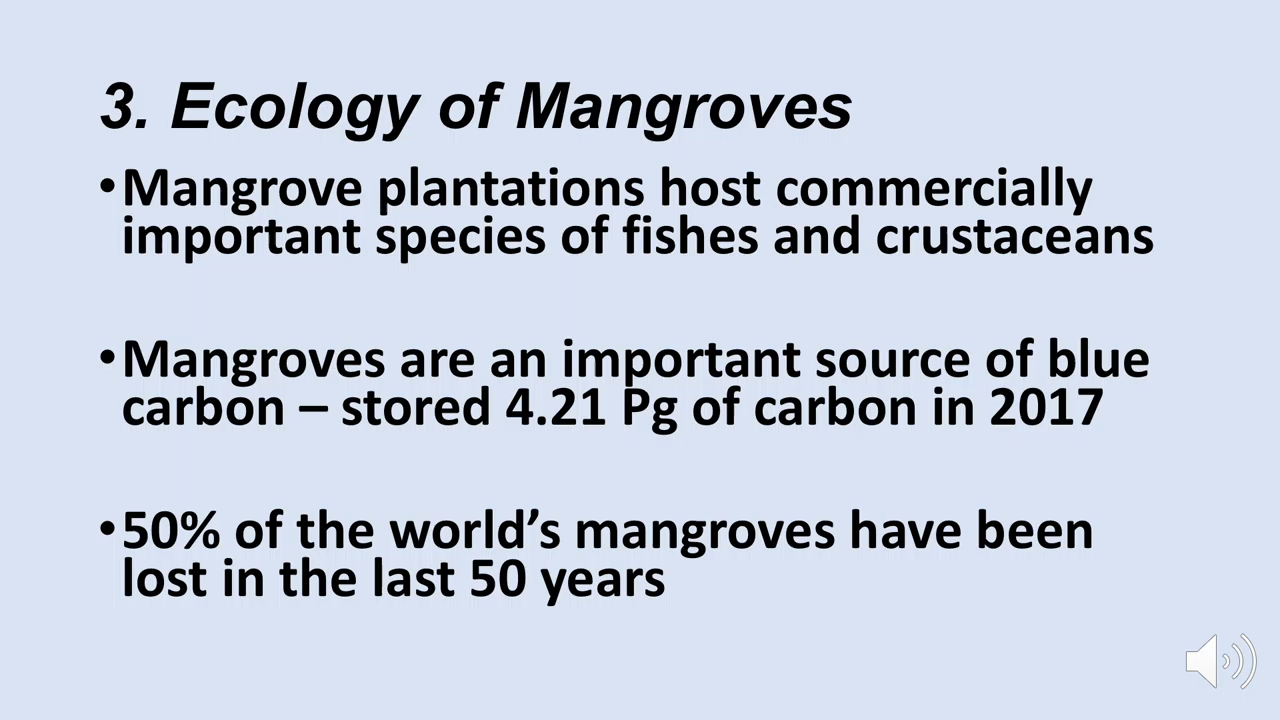 3. Ecology of Mangroves
•Mangrove plantations host commercially
important species of fishes and crustaceans
•Mangroves are an important source of blue
carbon – stored 4.21 Pg of carbon in 2017
•50% of the world’s mangroves have been
lost in the last 50 years